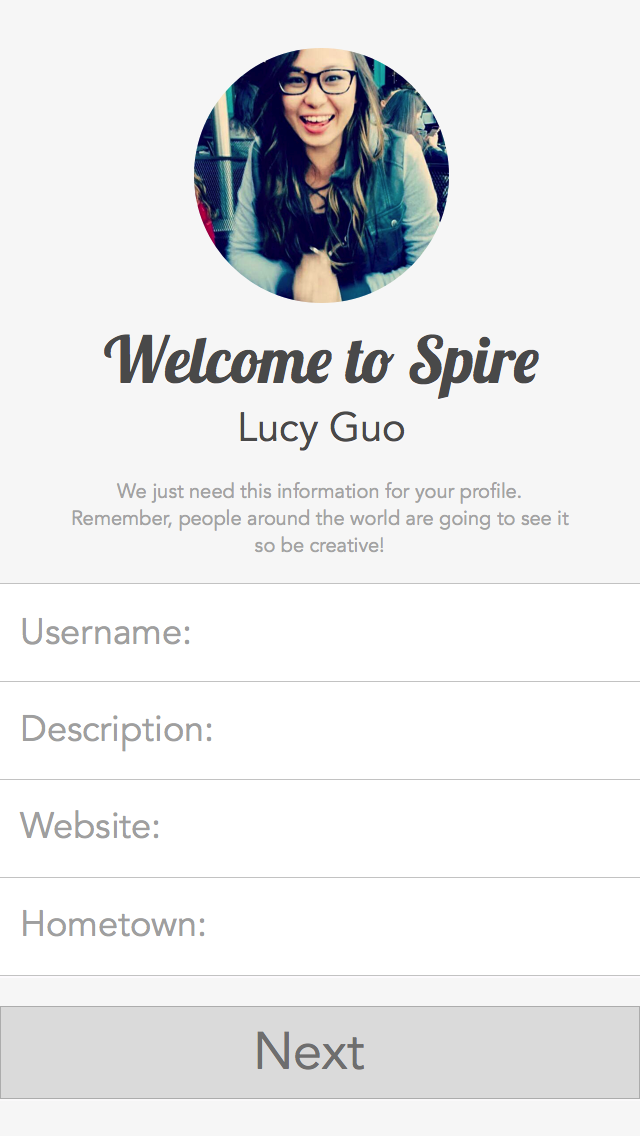 Welcome to Spire
Lucy Guo
We just need this information for your profile.
Remember, people around the world are going to see it
so be creative!
Username:
Description:
Website:
Hometown:
Next